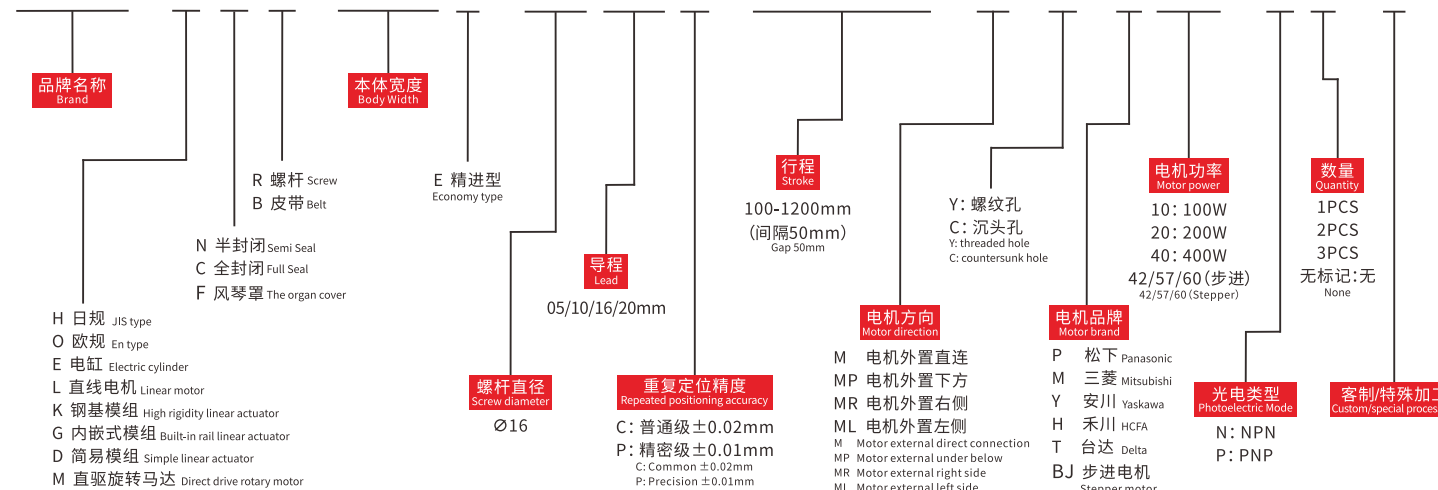 品牌名称
Brand
H 日规 JIS type
O 欧规 En type
E 电缸 Electric cylinder
L 直线电机 Linear motor
K 钢基模组 High rigidity linear actuator
G 内嵌式模组 Built-in rail linear actuator
D 简易模组 Simple linear actuator
M 直驱旋转马达 Direct drive rotary motor
N 半封闭 Semi Seal
C 全封闭 Full Seal
F 风琴罩 The organ cover
R 螺杆 Screw
B 皮带 Belt
本体宽度
Body Width
E 精进型
Economy type
螺杆直径
Screw diameter
Ø16
导程
Lead
05/10/16/20mm
重复定位精度
Repeated positioning accuracy
C：普通级±0.02mm
P：精密级±0.01mm
C: Common ±0.02mm
P: Precision ±0.01mm
行程
Stroke
100-1200mm
（间隔50mm）
Gap 50mm
电机方向
Motor direction
M 电机外置直连
MP 电机外置下方
MR 电机外置右侧
ML 电机外置左侧
M Motor external direct connection
MP Motor external under below
MR Motor external right side
ML Motor external left side
Y：螺纹孔
C：沉头孔
Y: threaded hole
C: countersunk hole
电机品牌
Motor brand
P 松下 Panasonic
M 三菱 Mitsubishi
Y 安川 Yaskawa
H 禾川 HCFA
T 台达 Delta
BJ 步进电机
Stepper motor
电机功率
Motor power
10：100W
20：200W
40：400W
42/57/60（步进）
42/57/60（Stepper）
光电类型
Photoelectric Mode
N：NPN
P：PNP
数量
Quantity
1PCS
2PCS
3PCS
无标记：无
None
客制/特殊加工
Custom/special proces